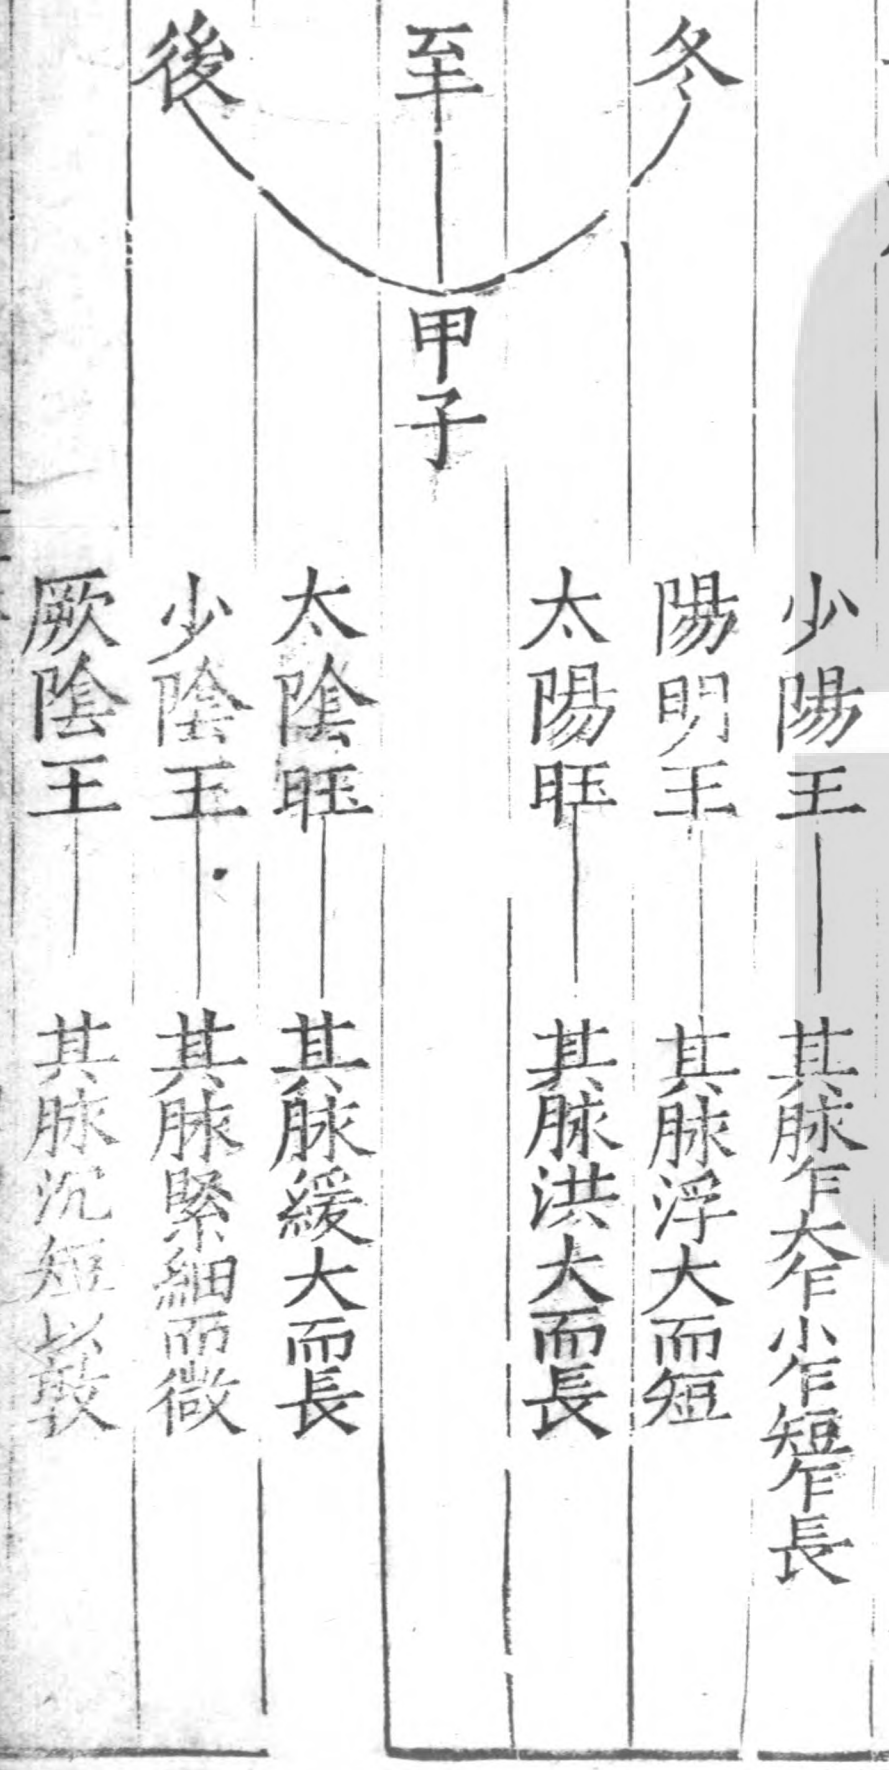 冬至後
甲子
少陽王 其脉乍大乍小乍短乍長
陽明王 其脉浮大而短
太陽旺 其脉洪大而長
太陰旺 其脉緩大而長
少陰王 其脉緊細而微
厥陰王 其脉沉短以敦